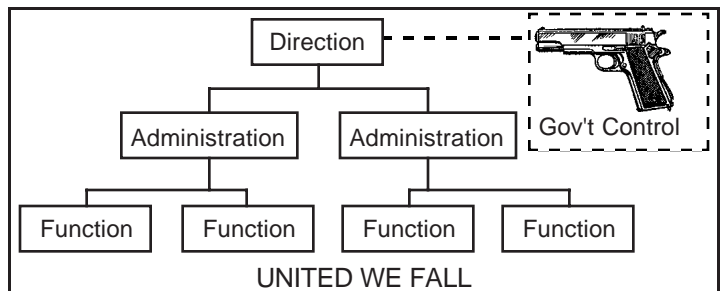 Direction
Gov't Control
Administration Administration
Function Function Function Function
UNITED WE FALL